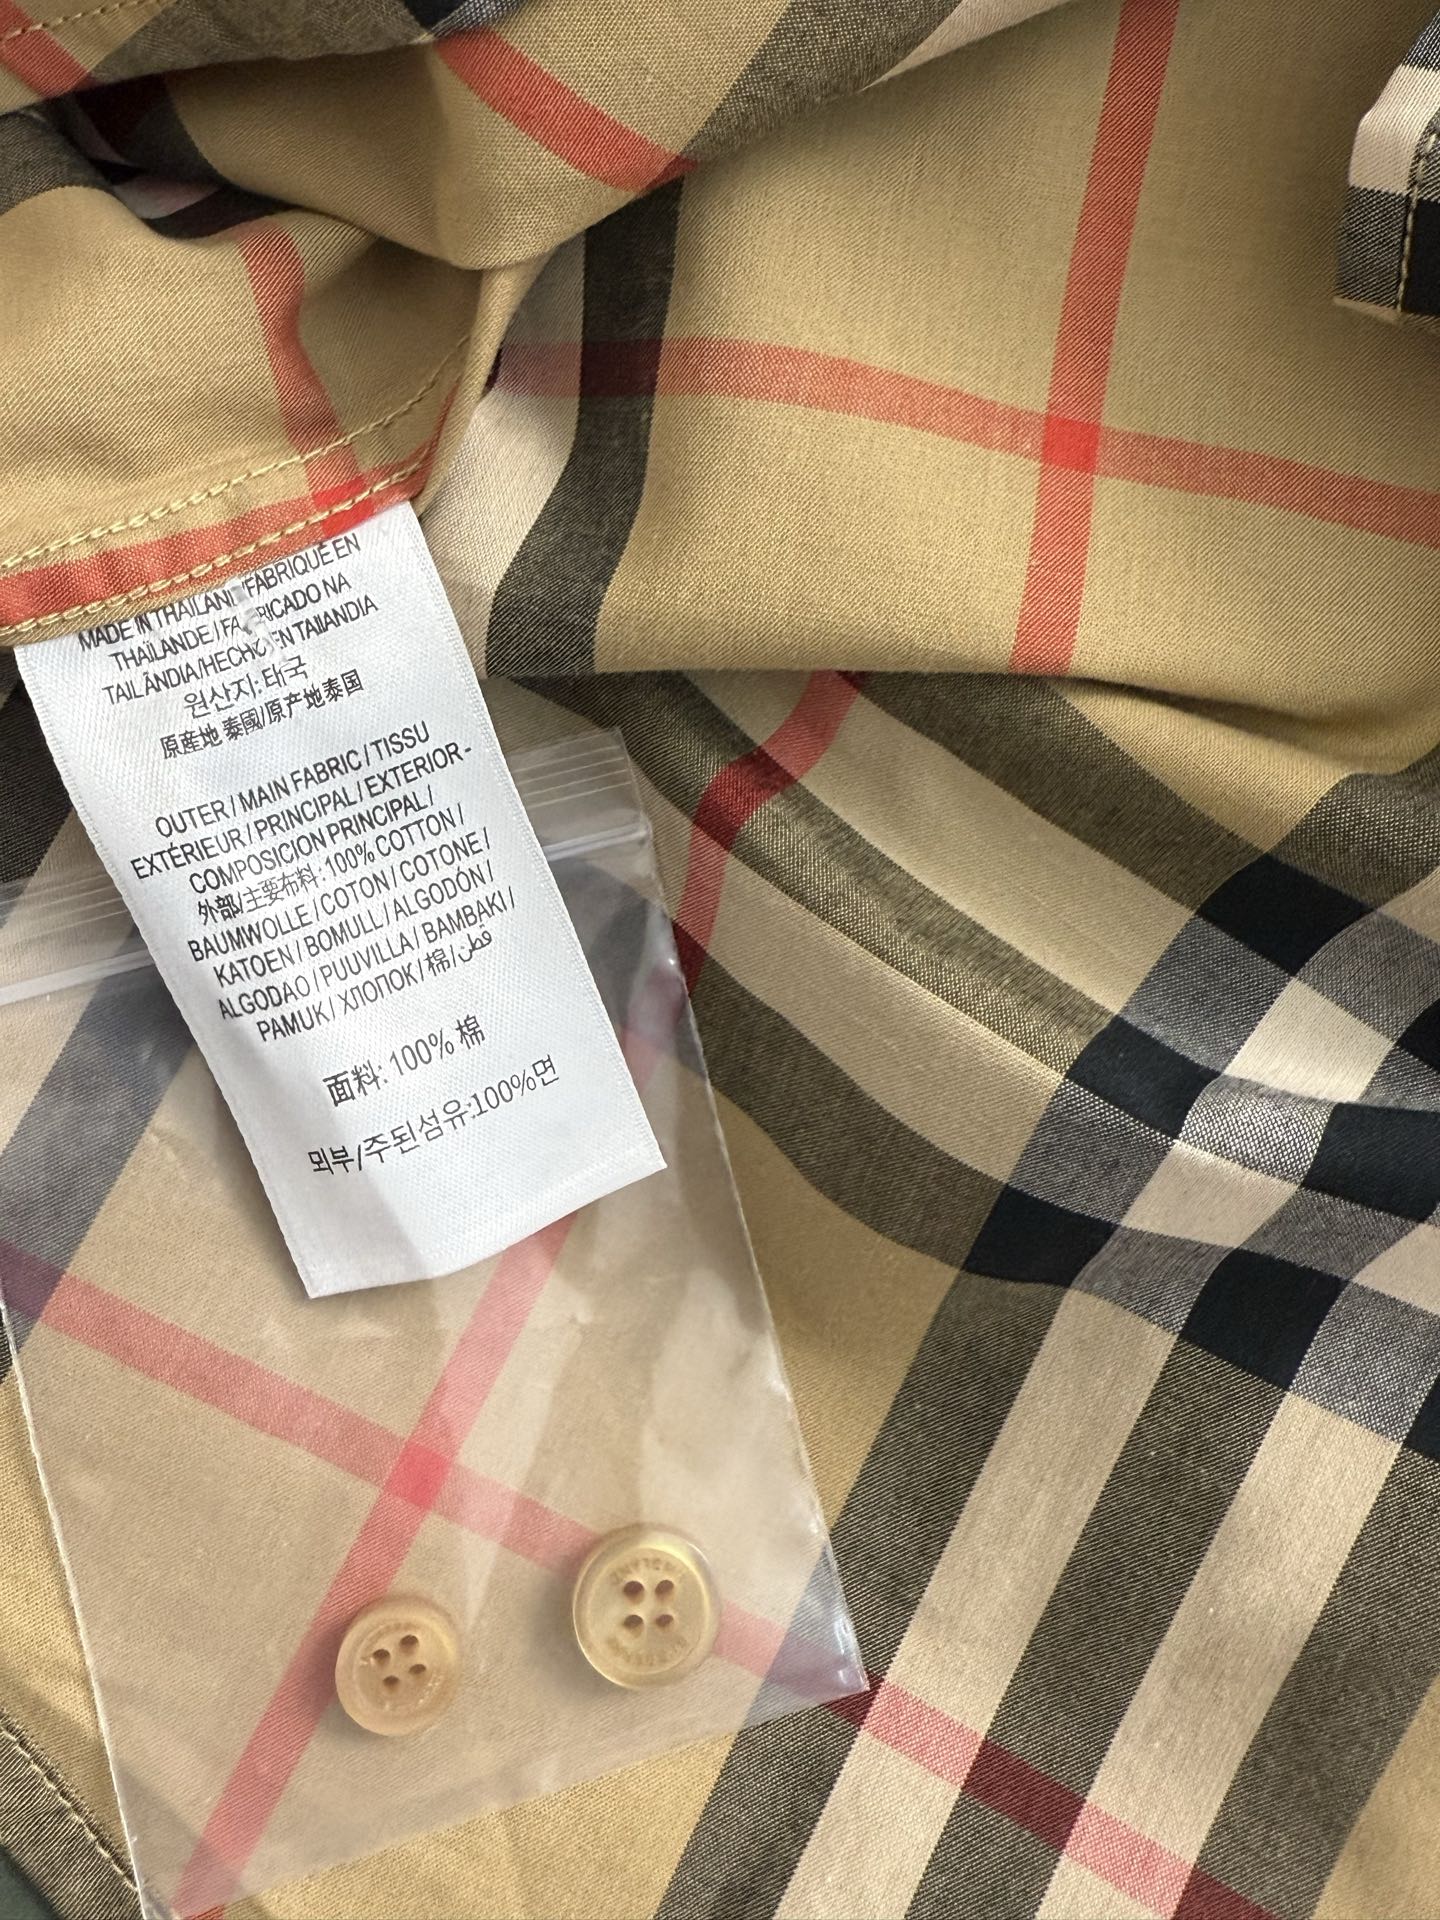 MADE IN THAILAND/FABRIQUÉ EN
THAÏLANDE/FABRICADO NA
TAILÂNDIA/HECHO EN TAILANDIA
원산지: 태국
原産地 泰國/原产地泰国
OUTER/MAIN FABRIC/TISSU
EXTÉRIEUR/PRINCIPAL/EXTERIOR-
COMPOSICION PRINCIPAL/
外部/主要布料: 100% COTTON/
BAUMWOLLE/COTON/COTONE/
KATOEN/BOMULL/ALGODÓN/
ALGODAO/PUUVILLA/BAMBAKI/
PAMUK/ХЛОПОК/棉/قطن
面料: 100% 棉
외부/주된섬유:100%면